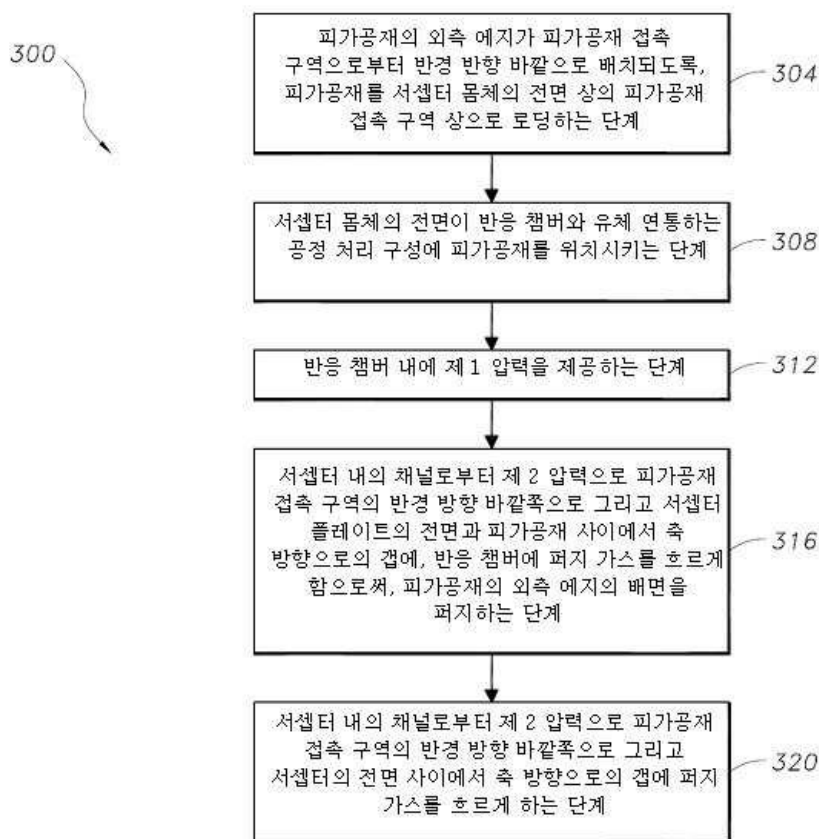 300
피가공재의 외측 에지가 피가공재 접촉
구역으로부터 반경 반향 바깥으로 배치되도록,
피가공재를 서셉터 몸체의 전면 상의 피가공재
접촉 구역 상으로 로딩하는 단계
304
서셉터 몸체의 전면이 반응 챔버와 유체 연통하는
공정 처리 구성에 피가공재를 위치시키는 단계
308
반응 챔버 내에 제1 압력을 제공하는 단계
312
서셉터 내의 채널로부터 제2 압력으로 피가공재
접촉 구역의 반경 방향 바깥쪽으로 그리고 서셉터
플레이트의 전면과 피가공재 사이에서 축
방향으로의 갭에, 반응 챔버에 퍼지 가스를 흐르게
함으로써, 피가공재의 외측 에지의 배면을
퍼지하는 단계
316
서셉터 내의 채널로부터 제2 압력으로 피가공재
접촉 구역의 반경 방향 바깥쪽으로 그리고
서셉터의 전면 사이에서 축 방향으로의 갭에 퍼지
가스를 흐르게 하는 단계
320